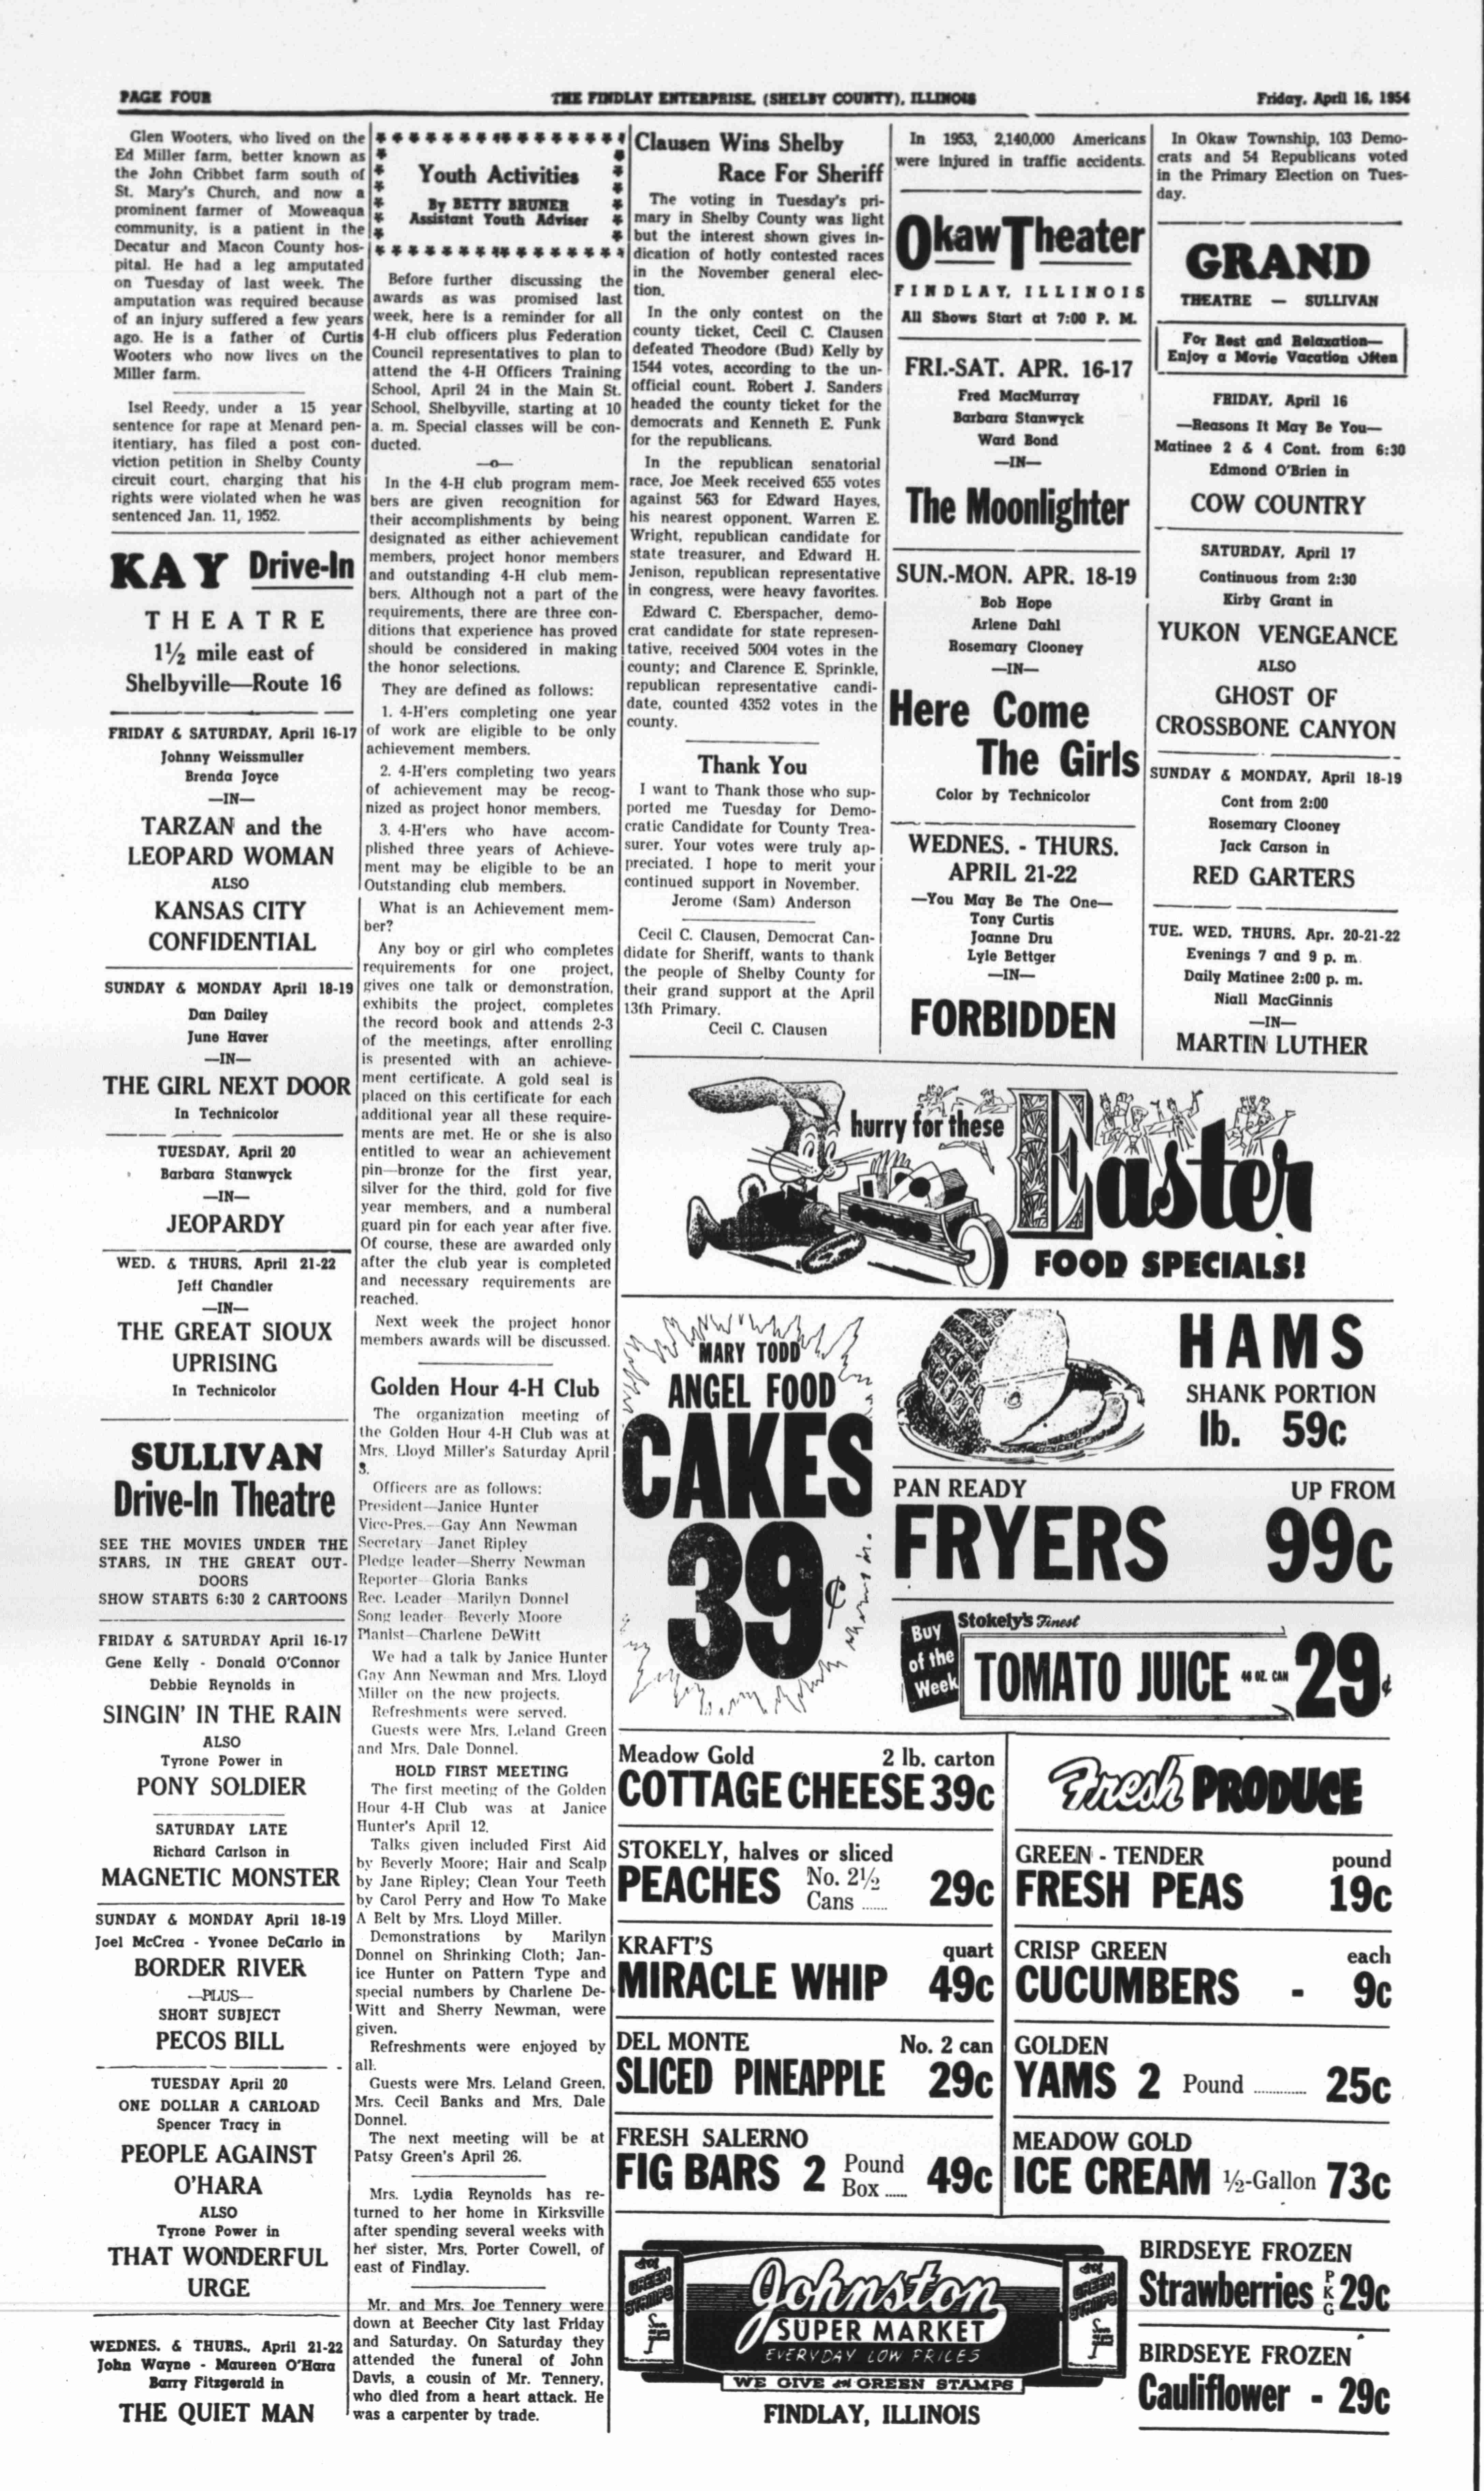 PAGE FOUR
THE FINDLAY ENTERPRISE, (SHELBY COUNTY), ILLINOIS
Friday, April 16, 1954
Glen Wooters, who lived on the
Ed Miller farm, better known as
the John Cribbet farm south of
St. Mary's Church, and now a
prominent farmer of Moweaqua
community, is a patient in the
Decatur and Macon County hos-
pital. He had a leg amputated
on Tuesday of last week. The
amputation was required because
of an injury suffered a few years
ago. He is a father of Curtis
Wooters who now lives on the
Miller farm.
Isel Reedy, under a 15 year
sentence for rape at Menard pen-
itentiary, has filed a post con-
viction petition in Shelby County
circuit court, charging that his
rights were violated when he was
sentenced Jan. 11, 1952.
KAY Drive-In
THEATRE
1½ mile east of
Shelbyville—Route 16
FRIDAY & SATURDAY, April 16-17
Johnny Weissmuller
Brenda Joyce
—IN—
TARZAN and the
LEOPARD WOMAN
ALSO
KANSAS CITY
CONFIDENTIAL
SUNDAY & MONDAY April 18-19
Dan Dailey
June Haver
—IN—
THE GIRL NEXT DOOR
In Technicolor
TUESDAY, April 20
Barbara Stanwyck
—IN—
JEOPARDY
WED. & THURS. April 21-22
Jeff Chandler
—IN—
THE GREAT SIOUX
UPRISING
In Technicolor
SULLIVAN
Drive-In Theatre
SEE THE MOVIES UNDER THE
STARS, IN THE GREAT OUT-
DOORS
SHOW STARTS 6:30 2 CARTOONS
FRIDAY & SATURDAY April 16-17
Gene Kelly - Donald O'Connor
Debbie Reynolds in
SINGIN' IN THE RAIN
ALSO
Tyrone Power in
PONY SOLDIER
SATURDAY LATE
Richard Carlson in
MAGNETIC MONSTER
SUNDAY & MONDAY April 18-19
Joel McCrea - Yvonee DeCarlo in
BORDER RIVER
—PLUS—
SHORT SUBJECT
PECOS BILL
TUESDAY April 20
ONE DOLLAR A CARLOAD
Spencer Tracy in
PEOPLE AGAINST
O'HARA
ALSO
Tyrone Power in
THAT WONDERFUL
URGE
WEDNES. & THURS., April 21-22
John Wayne - Maureen O'Hara
Barry Fitzgerald in
THE QUIET MAN
Youth Activities
By BETTY BRUNER
Assistant Youth Adviser
Before further discussing the
awards as was promised last
week, here is a reminder for all
4-H club officers plus Federation
Council representatives to plan to
attend the 4-H Officers Training
School, April 24 in the Main St.
School, Shelbyville, starting at 10
a. m. Special classes will be con-
ducted.
—o—
In the 4-H club program mem-
bers are given recognition for
their accomplishments by being
designated as either achievement
members, project honor members
and outstanding 4-H club mem-
bers. Although not a part of the
requirements, there are three con-
ditions that experience has proved
should be considered in making
the honor selections.
They are defined as follows:
1. 4-H'ers completing one year
of work are eligible to be only
achievement members.
2. 4-H'ers completing two years
of achievement may be recog-
nized as project honor members.
3. 4-H'ers who have accom-
plished three years of Achieve-
ment may be eligible to be an
Outstanding club members.
What is an Achievement mem-
ber?
Any boy or girl who completes
requirements for one project,
gives one talk or demonstration,
exhibits the project, completes
the record book and attends 2-3
of the meetings, after enrolling
is presented with an achieve-
ment certificate. A gold seal is
placed on this certificate for each
additional year all these require-
ments are met. He or she is also
entitled to wear an achievement
pin—bronze for the first year,
silver for the third, gold for five
year members, and a numberal
guard pin for each year after five.
Of course, these are awarded only
after the club year is completed
and necessary requirements are
reached.
Next week the project honor
members awards will be discussed.
Golden Hour 4-H Club
The organization meeting of
the Golden Hour 4-H Club was at
Mrs. Lloyd Miller's Saturday April
3.
Officers are as follows:
President—Janice Hunter
Vice-Pres.—Gay Ann Newman
Secretary—Janet Ripley
Pledge leader—Sherry Newman
Reporter—Gloria Banks
Rec. Leader—Marilyn Donnel
Song leader—Beverly Moore
Pianist—Charlene DeWitt
We had a talk by Janice Hunter
Gay Ann Newman and Mrs. Lloyd
Miller on the new projects.
Refreshments were served.
Guests were Mrs. Leland Green
and Mrs. Dale Donnel.
HOLD FIRST MEETING
The first meeting of the Golden
Hour 4-H Club was at Janice
Hunter's April 12.
Talks given included First Aid
by Beverly Moore; Hair and Scalp
by Jane Ripley; Clean Your Teeth
by Carol Perry and How To Make
A Belt by Mrs. Lloyd Miller.
Demonstrations by Marilyn
Donnel on Shrinking Cloth; Jan-
ice Hunter on Pattern Type and
special numbers by Charlene De-
Witt and Sherry Newman, were
given.
Refreshments were enjoyed by
all.
Guests were Mrs. Leland Green,
Mrs. Cecil Banks and Mrs. Dale
Donnel.
The next meeting will be at
Patsy Green's April 26.
Mrs. Lydia Reynolds has re-
turned to her home in Kirksville
after spending several weeks with
her sister, Mrs. Porter Cowell, of
east of Findlay.
Mr. and Mrs. Joe Tennery were
down at Beecher City last Friday
and Saturday. On Saturday they
attended the funeral of John
Davis, a cousin of Mr. Tennery,
who died from a heart attack. He
was a carpenter by trade.
Clausen Wins Shelby
Race For Sheriff
The voting in Tuesday's pri-
mary in Shelby County was light
but the interest shown gives in-
dication of hotly contested races
in the November general elec-
tion.
In the only contest on the
county ticket, Cecil C. Clausen
defeated Theodore (Bud) Kelly by
1544 votes, according to the un-
official count. Robert J. Sanders
headed the county ticket for the
democrats and Kenneth E. Funk
for the republicans.
In the republican senatorial
race, Joe Meek received 655 votes
against 563 for Edward Hayes,
his nearest opponent. Warren E.
Wright, republican candidate for
state treasurer, and Edward H.
Jenison, republican representative
in congress, were heavy favorites.
Edward C. Eberspacher, demo-
crat candidate for state represen-
tative, received 5004 votes in the
county; and Clarence E. Sprinkle,
republican representative candi-
date, counted 4352 votes in the
county.
Thank You
I want to Thank those who sup-
ported me Tuesday for Demo-
cratic Candidate for County Trea-
surer. Your votes were truly ap-
preciated. I hope to merit your
continued support in November.
Jerome (Sam) Anderson
Cecil C. Clausen, Democrat Can-
didate for Sheriff, wants to thank
the people of Shelby County for
their grand support at the April
13th Primary.
Cecil C. Clausen
In 1953, 2,140,000 Americans
were injured in traffic accidents.
Okaw Theater
FINDLAY, ILLINOIS
All Shows Start at 7:00 P. M.
FRI.-SAT. APR. 16-17
Fred MacMurray
Barbara Stanwyck
Ward Bond
—IN—
The Moonlighter
SUN.-MON. APR. 18-19
Bob Hope
Arlene Dahl
Rosemary Clooney
—IN—
Here Come
The Girls
Color by Technicolor
WEDNES. - THURS.
APRIL 21-22
—You May Be The One—
Tony Curtis
Joanne Dru
Lyle Bettger
—IN—
FORBIDDEN
In Okaw Township, 103 Demo-
crats and 54 Republicans voted
in the Primary Election on Tues-
day.
GRAND
THEATRE — SULLIVAN
For Rest and Relaxation—
Enjoy a Movie Vacation Often
FRIDAY, April 16
—Reasons It May Be You—
Matinee 2 & 4 Cont. from 6:30
Edmond O'Brien in
COW COUNTRY
SATURDAY, April 17
Continuous from 2:30
Kirby Grant in
YUKON VENGEANCE
ALSO
GHOST OF
CROSSBONE CANYON
SUNDAY & MONDAY, April 18-19
Cont from 2:00
Rosemary Clooney
Jack Carson in
RED GARTERS
TUE. WED. THURS. Apr. 20-21-22
Evenings 7 and 9 p. m.
Daily Matinee 2:00 p. m.
Niall MacGinnis
—IN—
MARTIN LUTHER
hurry for these
Easter
FOOD SPECIALS!
MARY TODD
ANGEL FOOD
CAKES
39¢
HAMS
SHANK PORTION
lb. 59c
PAN READY
UP FROM
FRYERS 99c
Buy
of the
Week
Stokely's Finest
TOMATO JUICE 46 OZ. CAN 29¢
Meadow Gold 2 lb. carton
COTTAGE CHEESE 39c
STOKELY, halves or sliced
PEACHES No. 2½ Cans ...... 29c
KRAFT'S quart
MIRACLE WHIP 49c
DEL MONTE No. 2 can
SLICED PINEAPPLE 29c
FRESH SALERNO
FIG BARS 2 Pound Box ...... 49c
Fresh PRODUCE
GREEN - TENDER pound
FRESH PEAS 19c
CRISP GREEN each
CUCUMBERS - 9c
GOLDEN
YAMS 2 Pound ............. 25c
MEADOW GOLD
ICE CREAM ½-Gallon 73c
Johnston
SUPER MARKET
EVERYDAY LOW PRICES
WE GIVE GREEN STAMPS
FINDLAY, ILLINOIS
BIRDSEYE FROZEN
Strawberries PKG 29c
BIRDSEYE FROZEN
Cauliflower - 29c